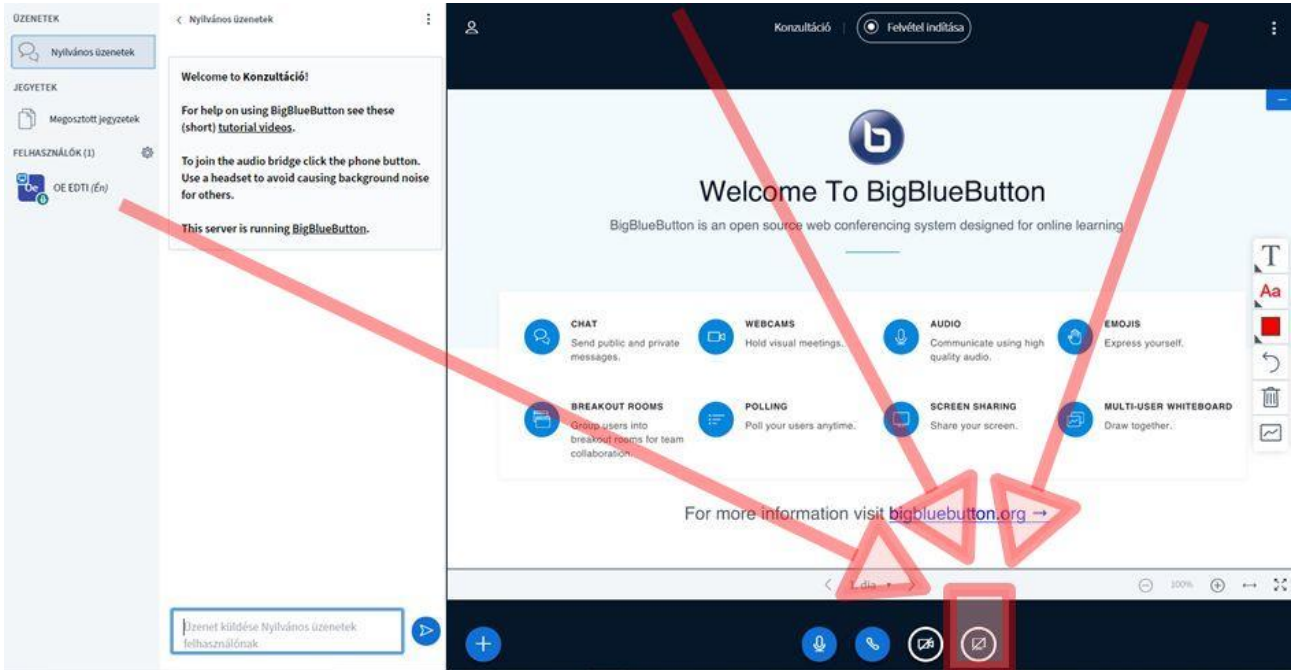 ÜZENETEK
Nyilvános üzenetek
JEGYETEK
Megosztott jegyzetek
FELHASZNÁLÓK (1)
Oe OE EDTI (Én)
Nyilvános üzenetek
Welcome to Konzultáció!
For help on using BigBlueButton see these
(short) tutorial videos.
To join the audio bridge click the phone button.
Use a headset to avoid causing background noise
for others.
This server is running BigBlueButton.
Üzenet küldése Nyilvános üzenetek
felhasználónak
Konzultáció
Felvétel indítása
b
Welcome To BigBlueButton
BigBlueButton is an open source web conferencing system designed for online learning
CHAT
Send public and private
messages.
WEBCAMS
Hold visual meetings.
AUDIO
Communicate using high
quality audio.
EMOJIS
Express yourself.
BREAKOUT ROOMS
Group users into
breakout rooms for team
collaboration.
POLLING
Poll your users anytime.
SCREEN SHARING
Share your screen.
MULTI-USER WHITEBOARD
Draw together.
For more information visit bigbluebutton.org →
T
Aa
1. dia
100%